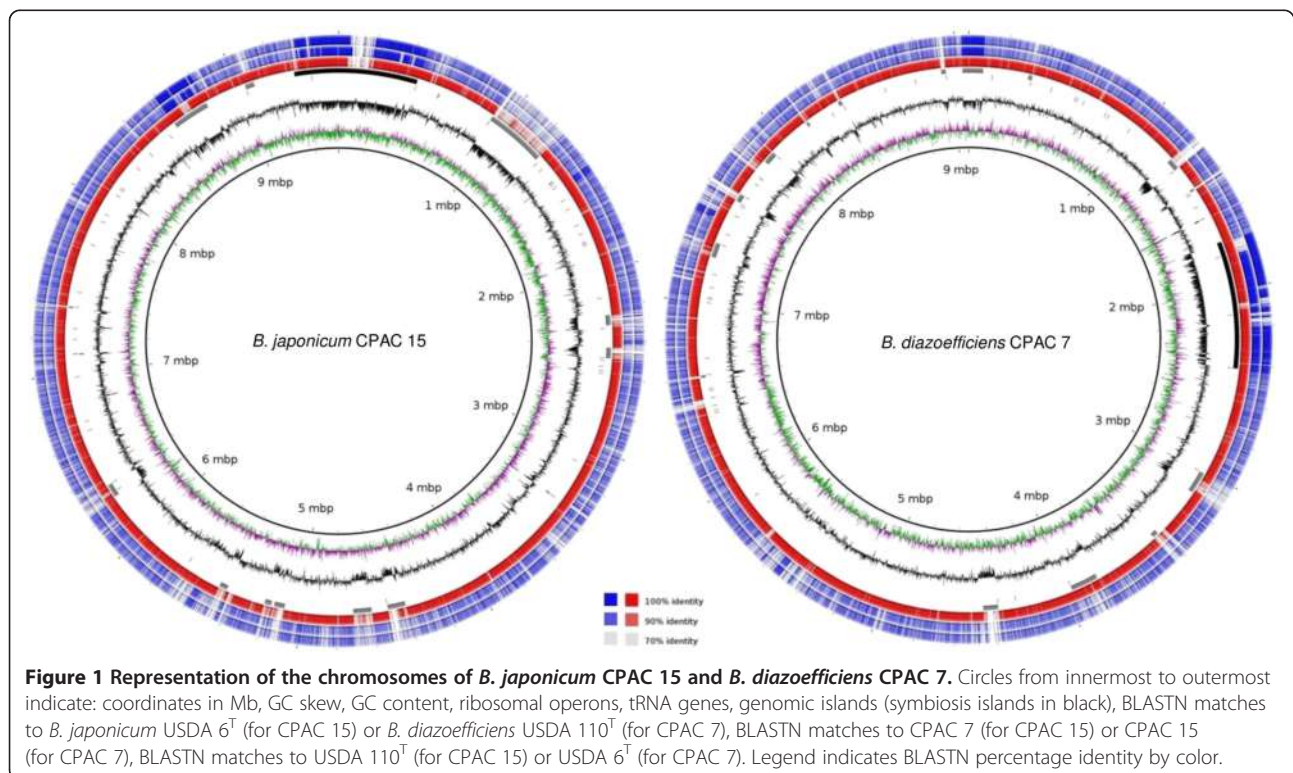 9 mbp
1 mbp
8 mbp
2 mbp
B. japonicum CPAC 15
7 mbp
3 mbp
6 mbp
4 mbp
5 mbp
9 mbp
1 mbp
8 mbp
7 mbp
2 mbp
B. diazoefficiens CPAC 7
6 mbp
3 mbp
5 mbp
4 mbp
100% identity
90% identity
70% identity
Figure 1 Representation of the chromosomes of B. japonicum CPAC 15 and B. diazoefficiens CPAC 7. Circles from innermost to outermost
indicate: coordinates in Mb, GC skew, GC content, ribosomal operons, tRNA genes, genomic islands (symbiosis islands in black), BLASTN matches
to B. japonicum USDA 6ᵀ (for CPAC 15) or B. diazoefficiens USDA 110ᵀ (for CPAC 7), BLASTN matches to CPAC 7 (for CPAC 15) or CPAC 15
(for CPAC 7), BLASTN matches to USDA 110ᵀ (for CPAC 15) or USDA 6ᵀ (for CPAC 7). Legend indicates BLASTN percentage identity by color.